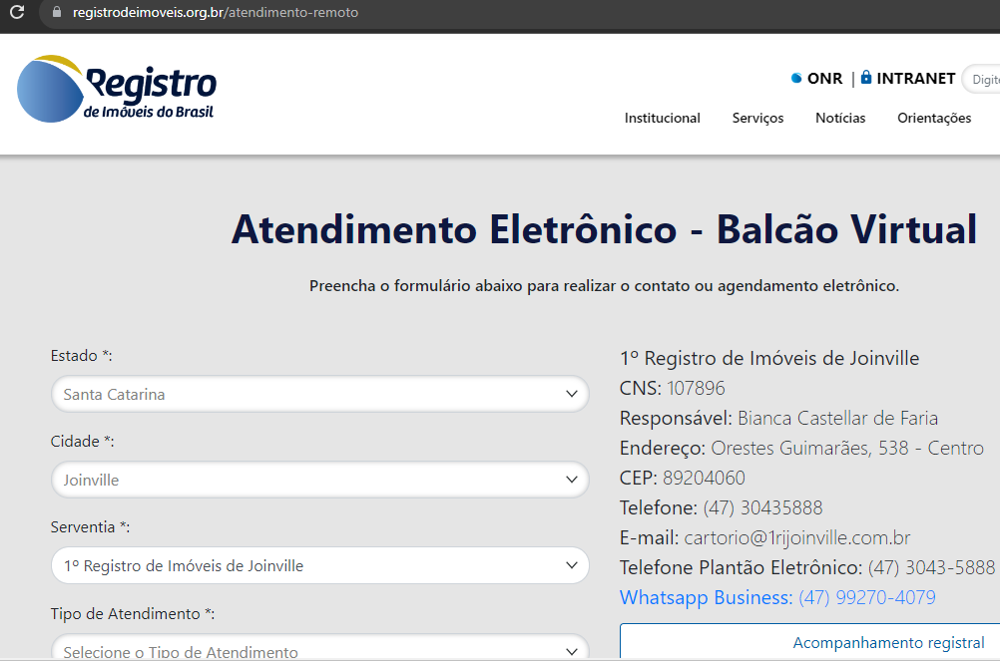 registrodeimoveis.org.br/atendimento-remoto
Registro
de Imóveis do Brasil
ONR | INTRANET
Institucional Serviços Notícias Orientações
Atendimento Eletrônico - Balcão Virtual
Preencha o formulário abaixo para realizar o contato ou agendamento eletrônico.
Estado *:
Santa Catarina
Cidade *:
Joinville
Serventia *:
1º Registro de Imóveis de Joinville
Tipo de Atendimento *:
Selecione o Tipo de Atendimento
1º Registro de Imóveis de Joinville
CNS: 107896
Responsável: Bianca Castellar de Faria
Endereço: Orestes Guimarães, 538 - Centro
CEP: 89204060
Telefone: (47) 30435888
E-mail: cartorio@1rijoinville.com.br
Telefone Plantão Eletrônico: (47) 3043-5888
Whatsapp Business: (47) 99270-4079
Acompanhamento registral